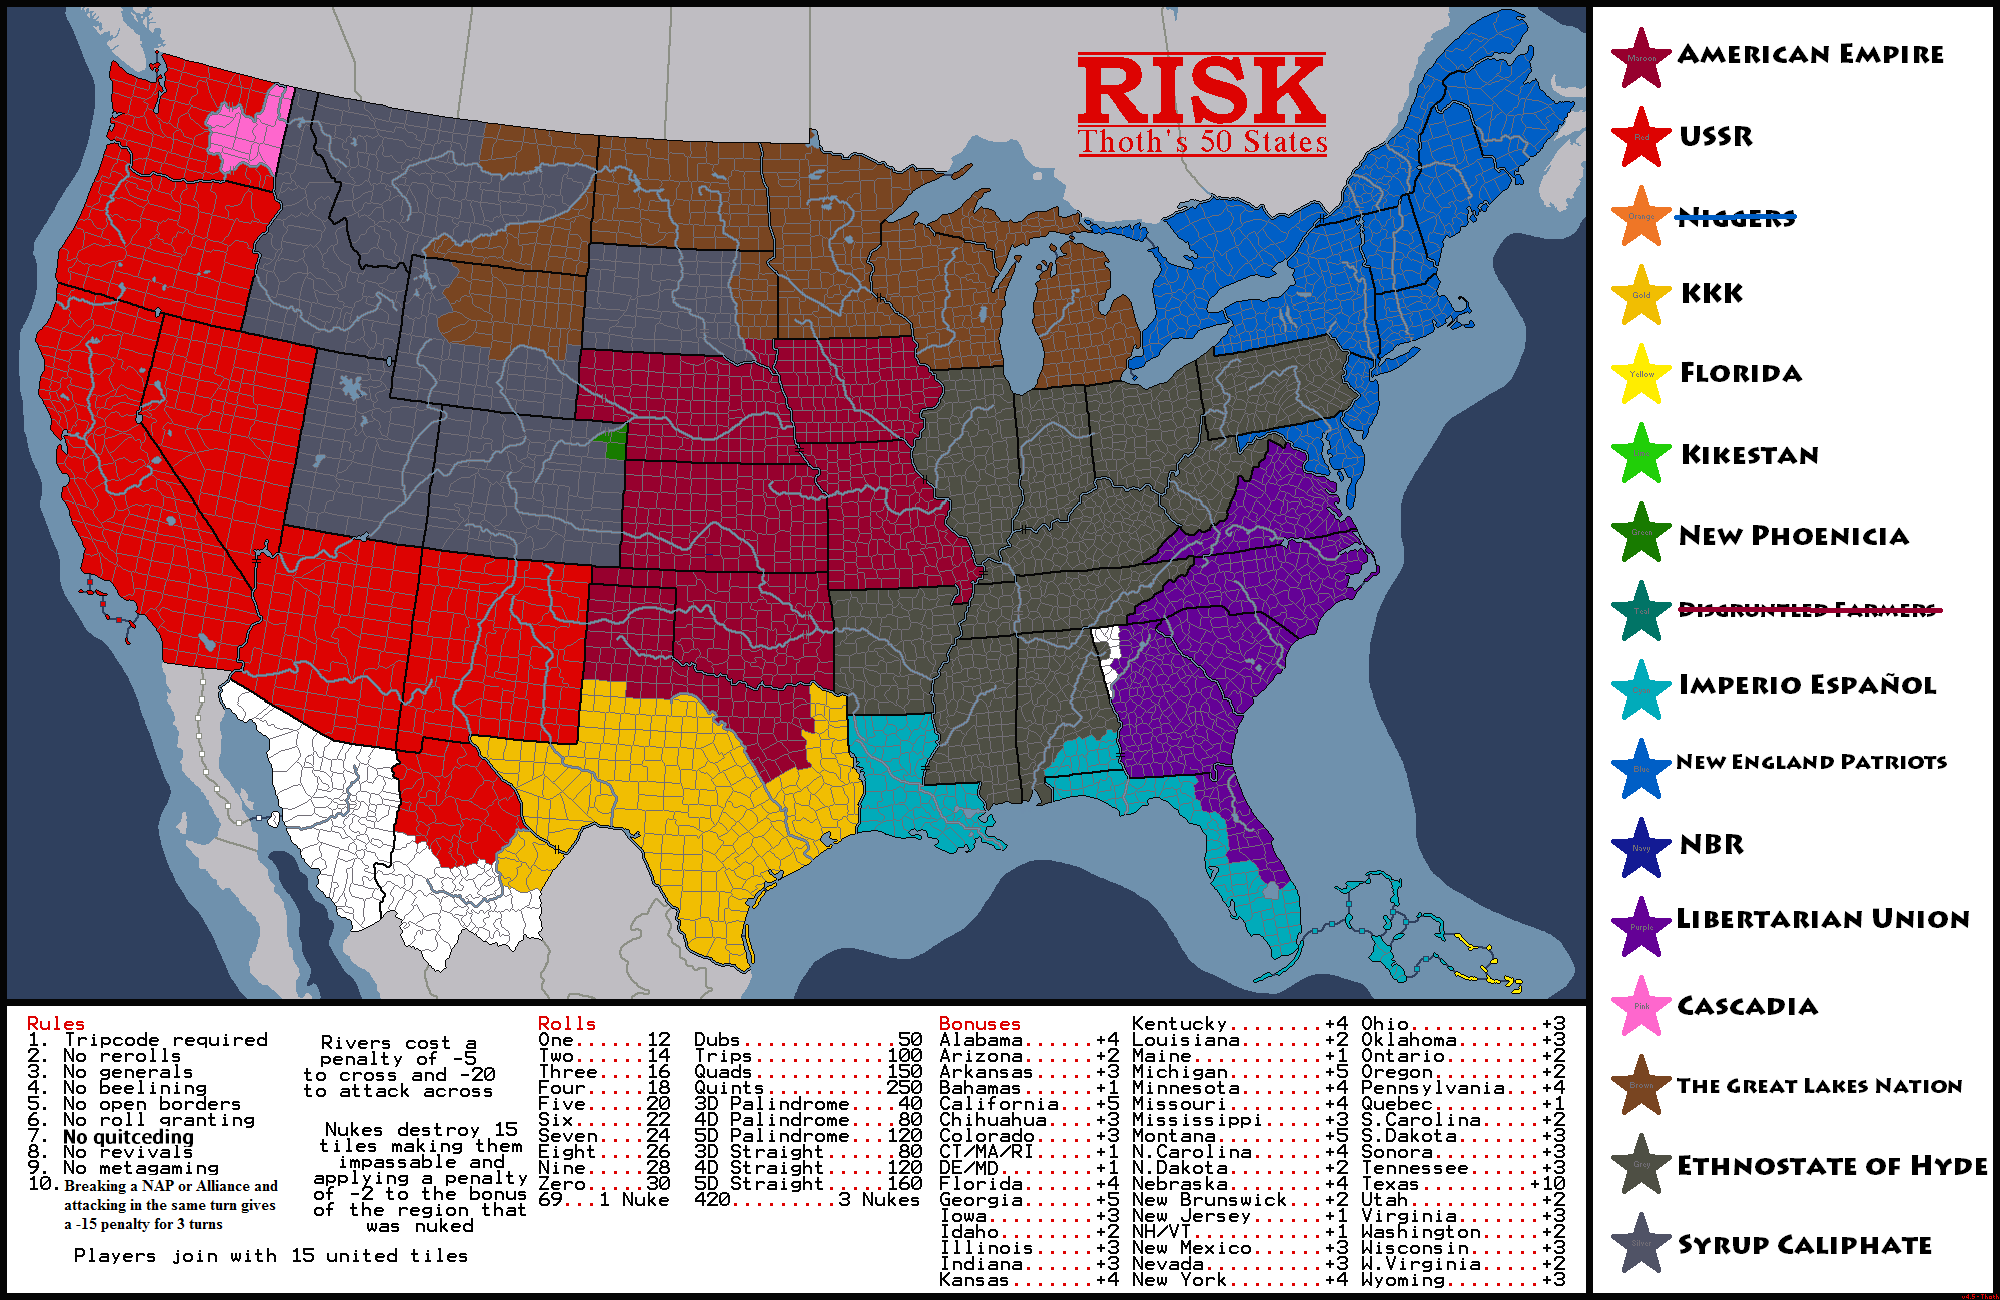 RISK
Thoth's 50 States
Maroon AMERICAN EMPIRE
Red USSR
Orange NIGGERS
Gold KKK
Yellow FLORIDA
KIKESTAN
Green NEW PHOENICIA
Teal DISGRUNTLED FARMERS
IMPERIO ESPAÑOL
Blue NEW ENGLAND PATRIOTS
Navy NBR
Purple LIBERTARIAN UNION
Pink CASCADIA
Brown THE GREAT LAKES NATION
Grey ETHNOSTATE OF HYDE
Silver SYRUP CALIPHATE
Rules
1. Tripcode required
2. No rerolls
3. No generals
4. No beelining
5. No open borders
6. No roll granting
7. No quitceding
8. No revivals
9. No metagaming
10. Breaking a NAP or Alliance and
attacking in the same turn gives
a -15 penalty for 3 turns
Players join with 15 united tiles
Rivers cost a
penalty of -5
to cross and -20
to attack across
Nukes destroy 15
tiles making them
impassable and
applying a penalty
of -2 to the bonus
of the region that
was nuked
Rolls
One......12
Two......14
Three....16
Four.....18
Five.....20
Six......22
Seven....24
Eight....26
Nine.....28
Zero.....30
69...1 Nuke
Dubs............50
Trips..........100
Quads..........150
Quints.........250
3D Palindrome...40
4D Palindrome...80
5D Palindrome..120
3D Straight.....80
4D Straight....120
5D Straight....160
420........3 Nukes
Bonuses
Alabama......+4
Arizona......+2
Arkansas.....+3
Bahamas......+1
California...+5
Chihuahua....+3
Colorado.....+3
CT/MA/RI.....+1
DE/MD........+1
Florida......+4
Georgia......+5
Iowa.........+3
Idaho........+2
Illinois.....+3
Indiana......+3
Kansas.......+4
Kentucky........+4
Louisiana.......+2
Maine...........+1
Michigan........+5
Minnesota.......+4
Missouri........+4
Mississippi.....+3
Montana.........+5
N.Carolina......+4
N.Dakota........+2
Nebraska........+4
New Brunswick...+2
New Jersey......+1
NH/VT...........+1
New Mexico......+3
Nevada..........+3
New York........+4
Ohio...........+3
Oklahoma.......+3
Ontario........+2
Oregon.........+2
Pennsylvania...+4
Quebec.........+1
S.Carolina.....+2
S.Dakota.......+3
Sonora.........+3
Tennessee......+3
Texas.........+10
Utah...........+2
Virginia.......+3
Washington.....+2
Wisconsin......+3
W.Virginia.....+2
Wyoming........+3